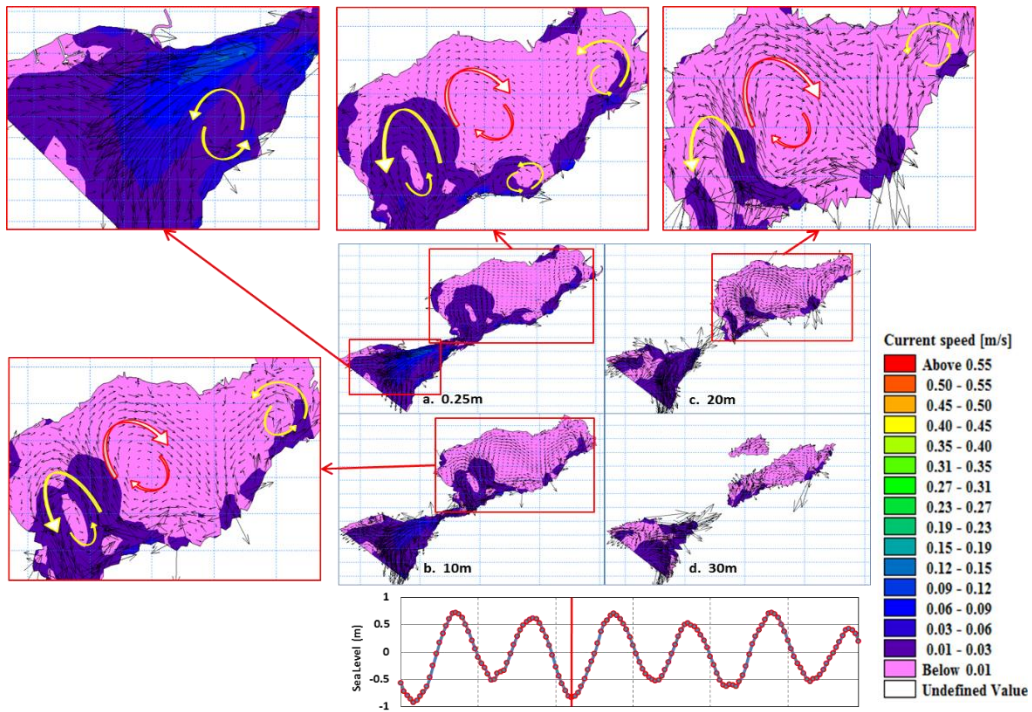 a. 0.25m
c. 20m
b. 10m
d. 30m
Current speed [m/s]
Above 0.55
0.50 - 0.55
0.45 - 0.50
0.40 - 0.45
0.35 - 0.40
0.31 - 0.35
0.27 - 0.31
0.23 - 0.27
0.19 - 0.23
0.15 - 0.19
0.12 - 0.15
0.09 - 0.12
0.06 - 0.09
0.03 - 0.06
0.01 - 0.03
Below 0.01
Undefined Value
Sea Level (m)
1
0.5
0
-0.5
-1